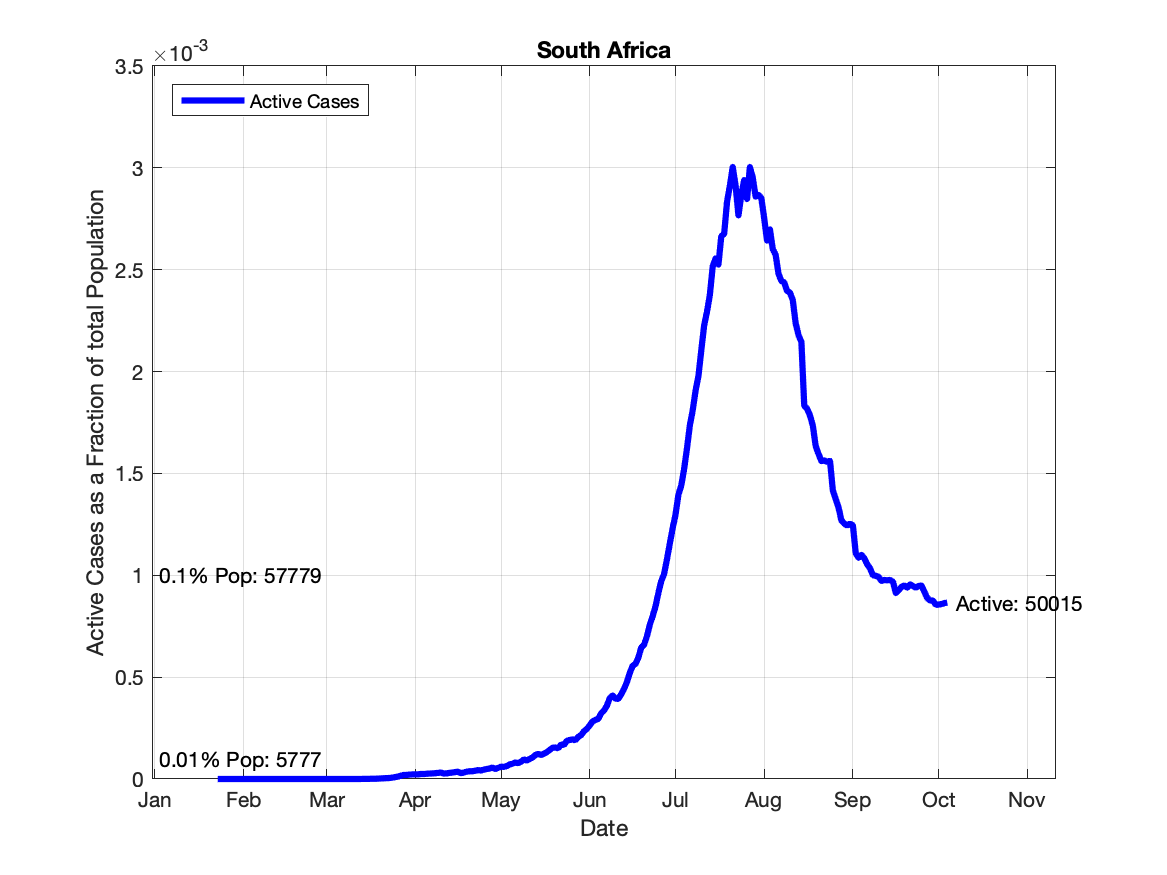 South Africa
×10-3
Active Cases
3.5
3
2.5
2
1.5
1
0.5
0
Active Cases as a Fraction of total Population
0.1% Pop: 57779
Active: 50015
0.01% Pop: 5777
Jan Feb Mar Apr May Jun Jul Aug Sep Oct Nov
Date